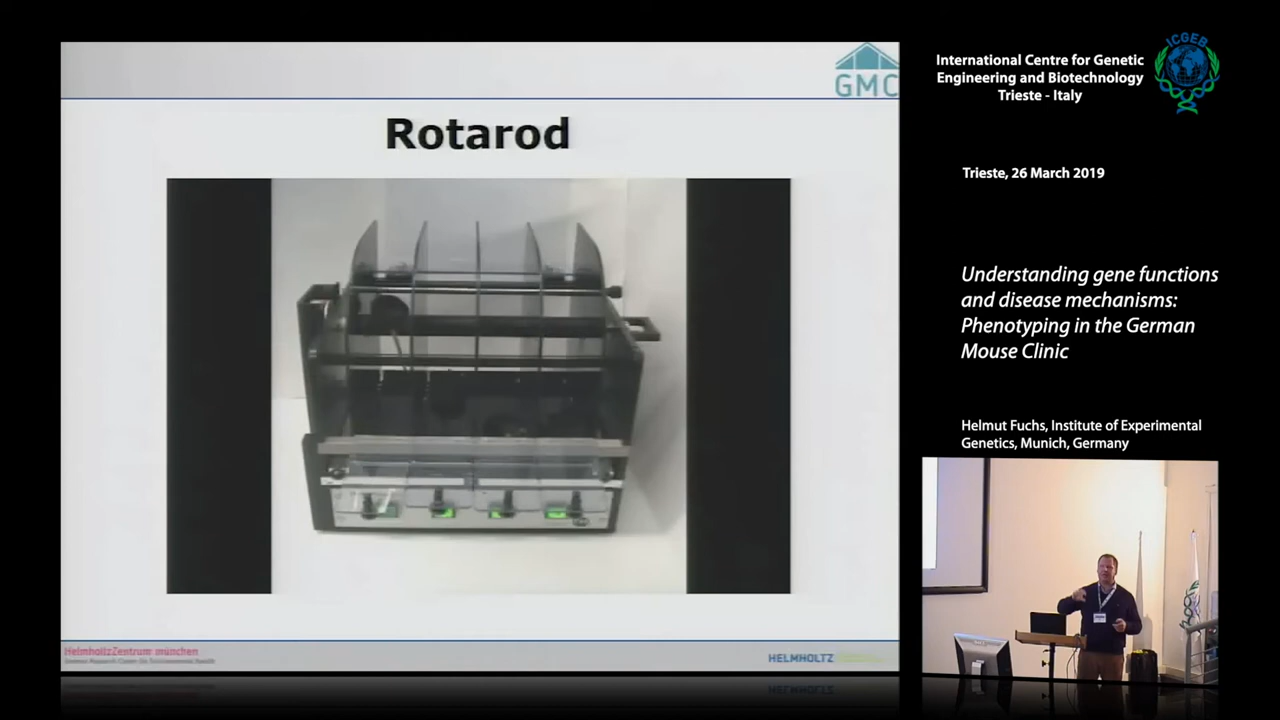 GMC
Rotarod
HelmholtzZentrum münchen
HELMHOLTZ
International Centre for Genetic
Engineering and Biotechnology
Trieste - Italy
ICGEB
Trieste, 26 March 2019
Understanding gene functions
and disease mechanisms:
Phenotyping in the German
Mouse Clinic
Helmut Fuchs, Institute of Experimental
Genetics, Munich, Germany